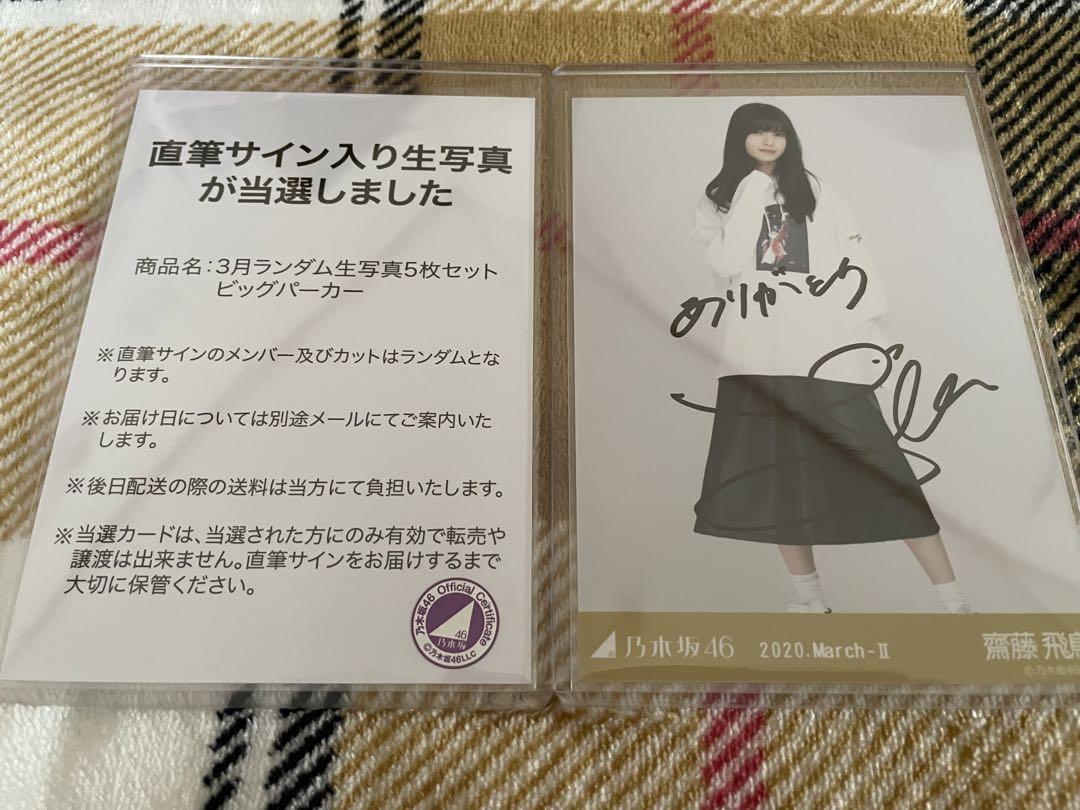 直筆サイン入り生写真
が当選しました
商品名:3月ランダム生写真5枚セット
ビッグパーカー
※直筆サインのメンバー及びカットはランダムとな
ります。
※お届け日については別途メールにてご案内いた
します。
※後日配送の際の送料は当方にて負担いたします。
※当選カードは、当選された方にのみ有効で転売や
譲渡は出来ません。直筆サインをお届けするまで
大切に保管ください。
乃木坂46 Official Certificate
46
乃木坂
©乃木坂46LLC
ありがとう
乃木坂46 2020.March-II 齋藤 飛鳥
©乃木坂46